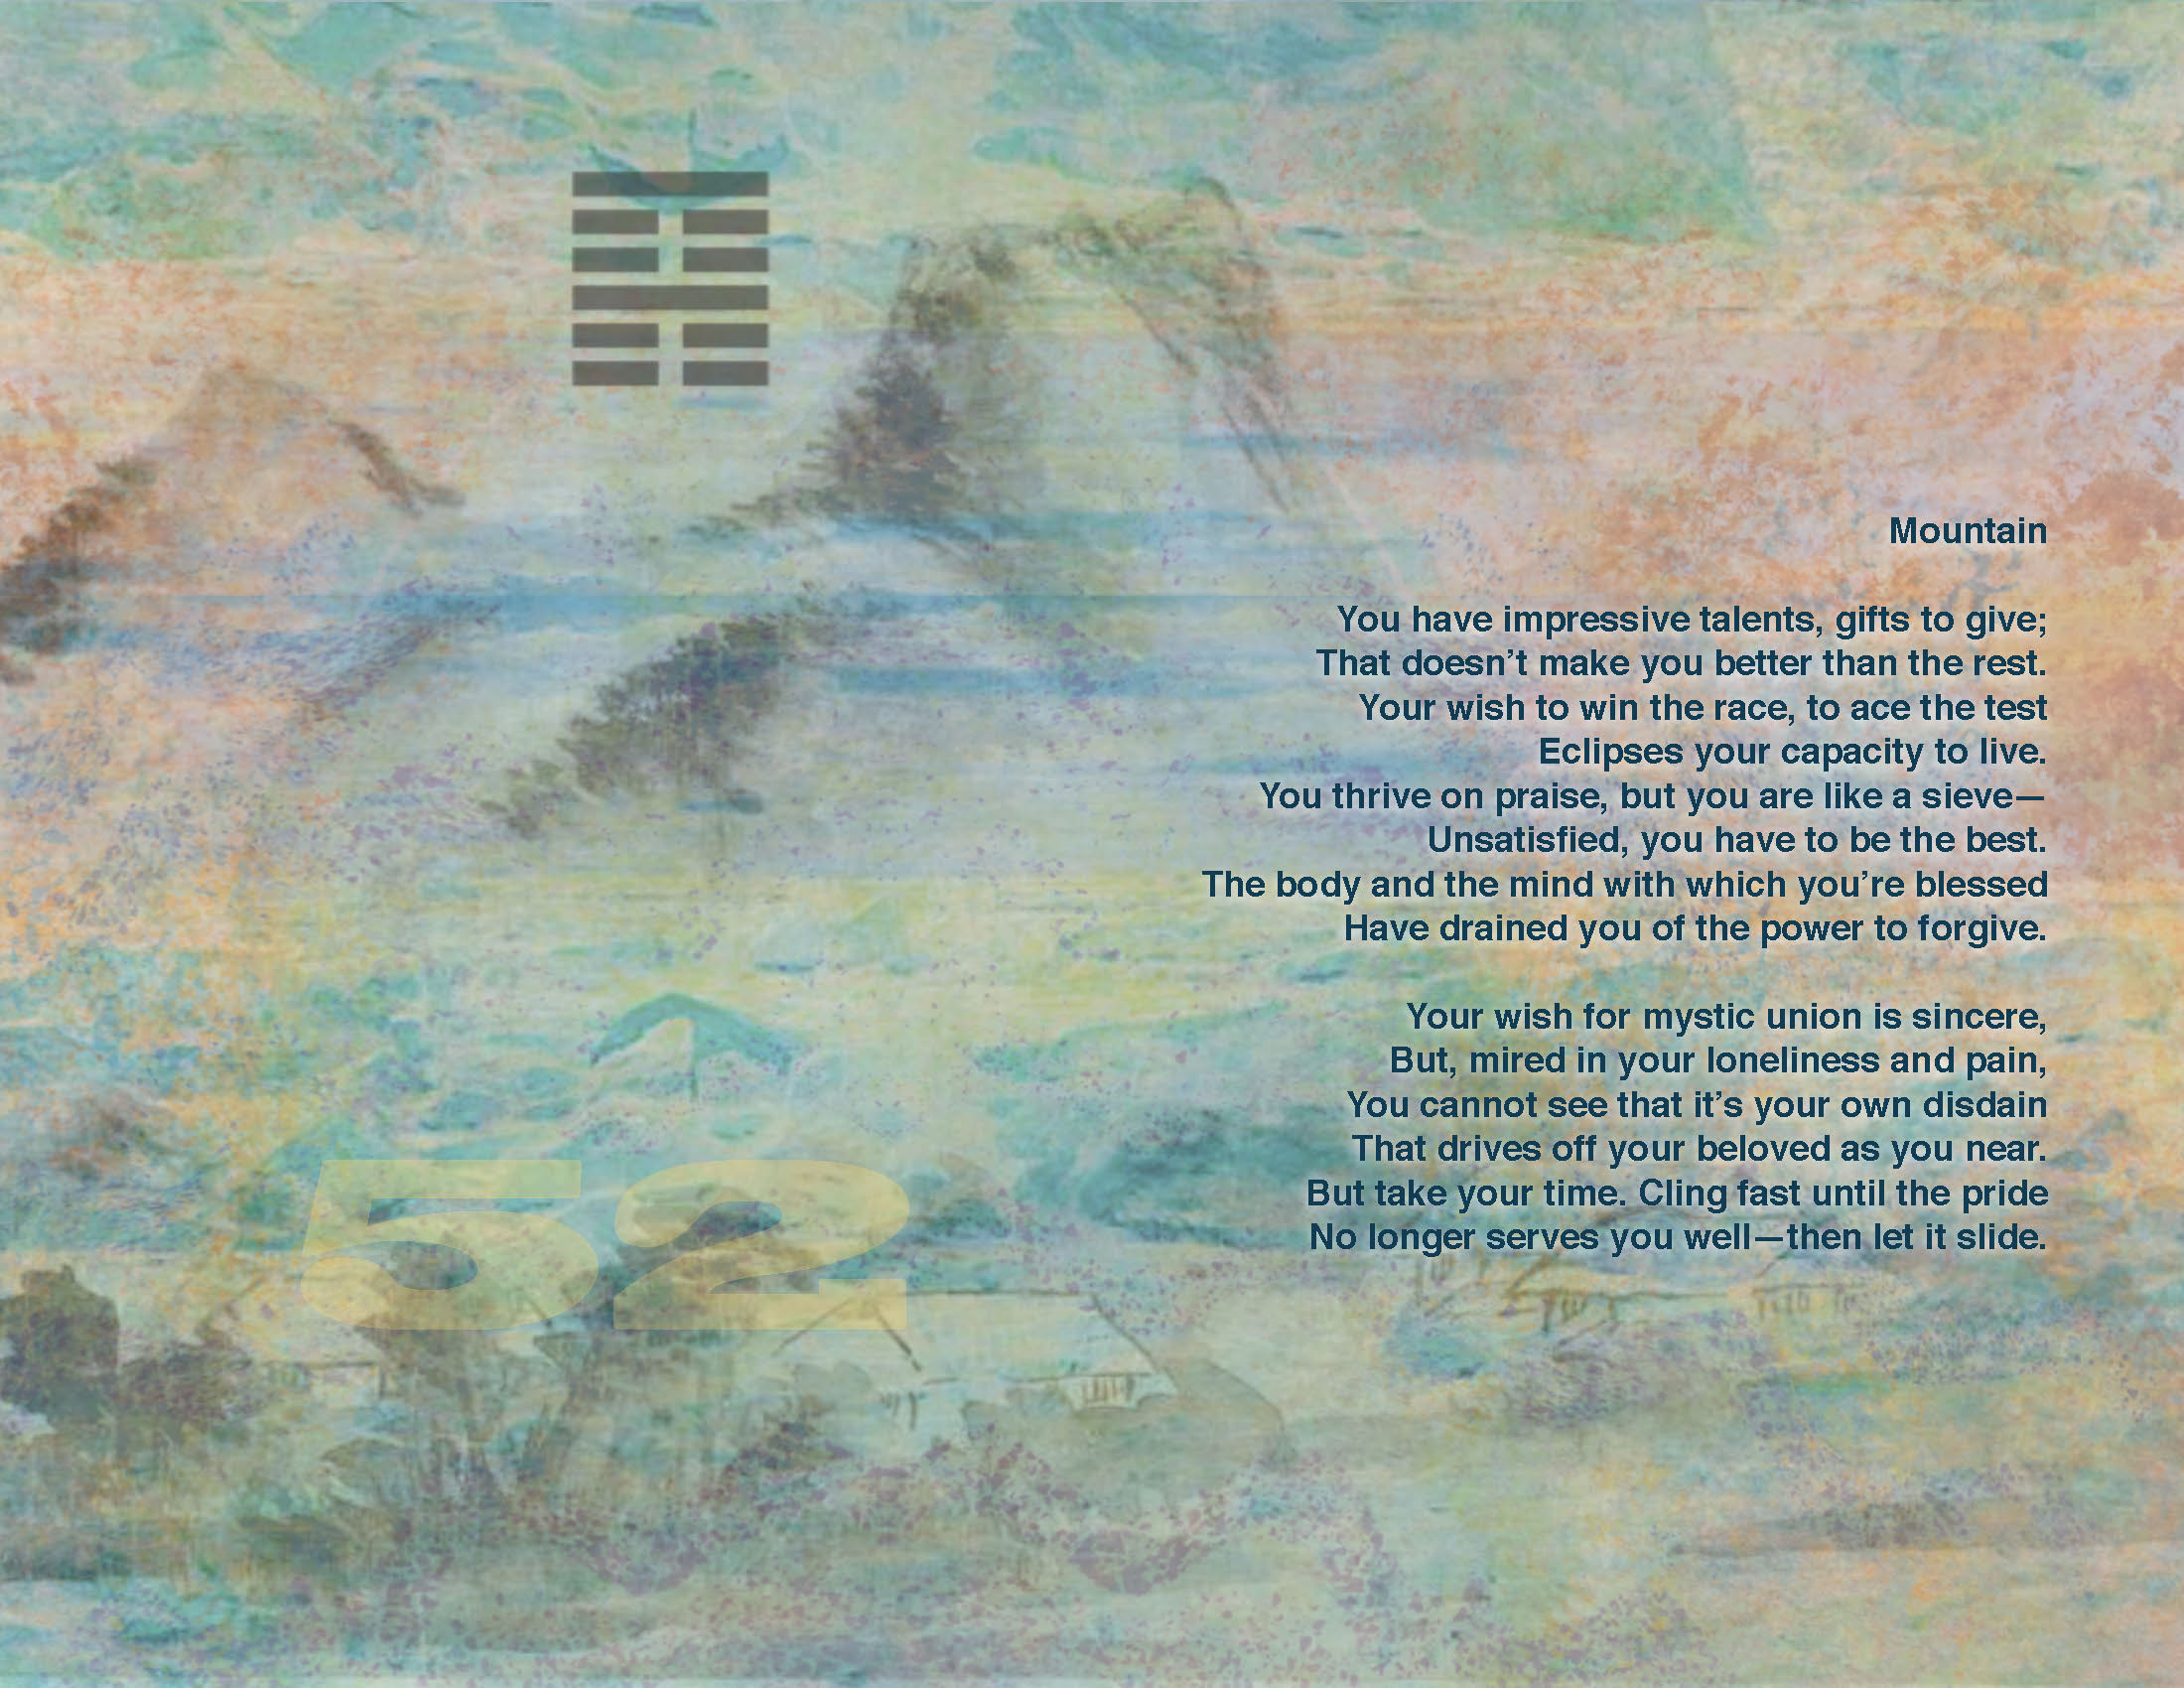 Mountain
You have impressive talents, gifts to give;
That doesn’t make you better than the rest.
Your wish to win the race, to ace the test
Eclipses your capacity to live.
You thrive on praise, but you are like a sieve—
Unsatisfied, you have to be the best.
The body and the mind with which you’re blessed
Have drained you of the power to forgive.
Your wish for mystic union is sincere,
But, mired in your loneliness and pain,
You cannot see that it’s your own disdain
That drives off your beloved as you near.
But take your time. Cling fast until the pride
No longer serves you well—then let it slide.
52